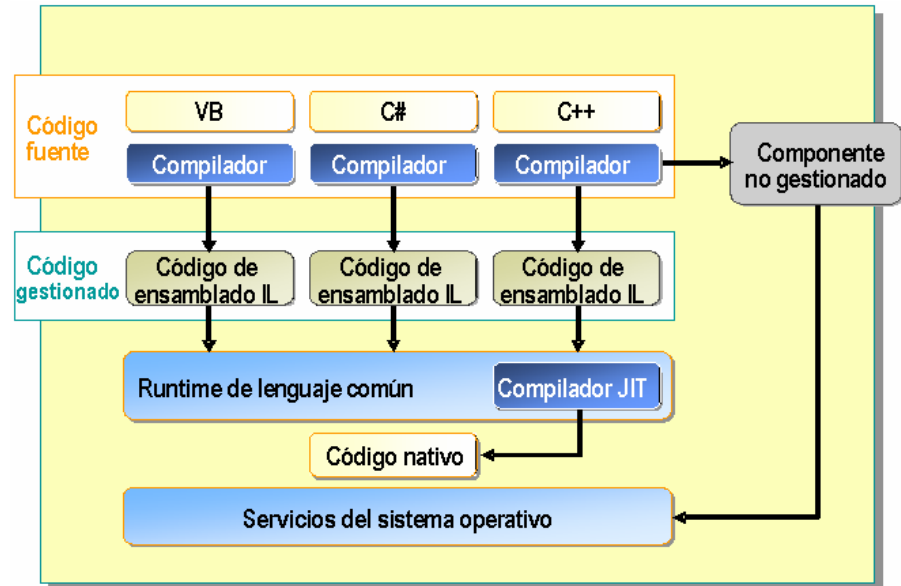 Código
fuente
VB
C#
C++
Compilador
Compilador
Compilador
Componente
no gestionado
Código
gestionado
Código de
ensamblado IL
Código de
ensamblado IL
Código de
ensamblado IL
Runtime de lenguaje común
Compilador JIT
Código nativo
Servicios del sistema operativo